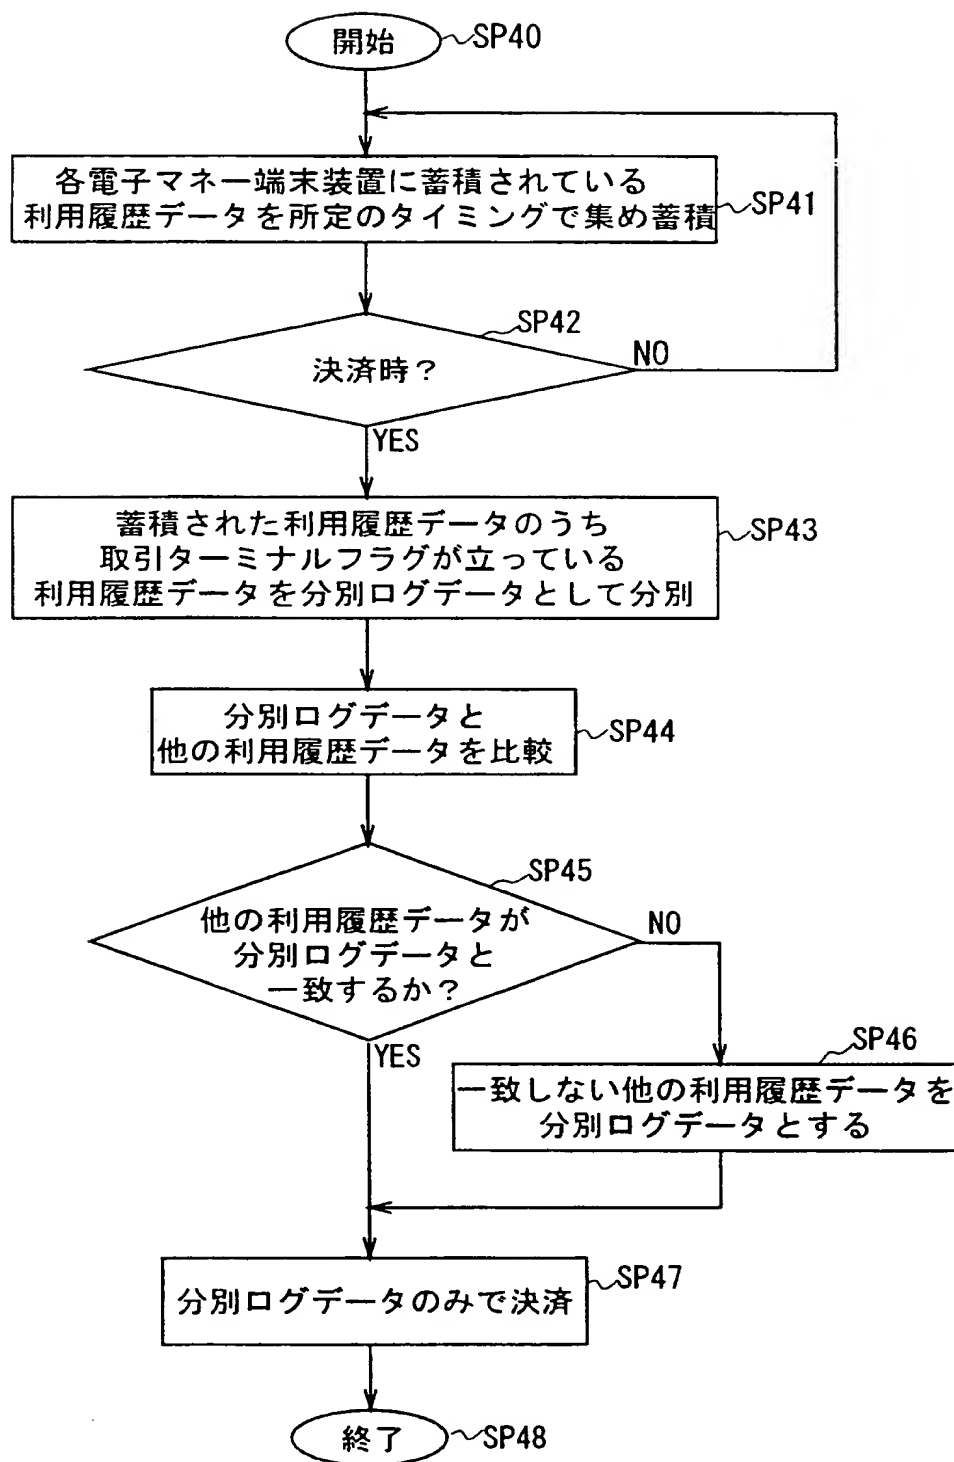 開始
SP40
各電子マネー端末装置に蓄積されている
利用履歴データを所定のタイミングで集め蓄積
SP41
SP42
決済時?
NO
YES
蓄積された利用履歴データのうち
取引ターミナルフラグが立っている
利用履歴データを分別ログデータとして分別
SP43
分別ログデータと
他の利用履歴データを比較
SP44
SP45
他の利用履歴データが
分別ログデータと
一致するか?
NO
YES
SP46
一致しない他の利用履歴データを
分別ログデータとする
分別ログデータのみで決済
SP47
終了
SP48